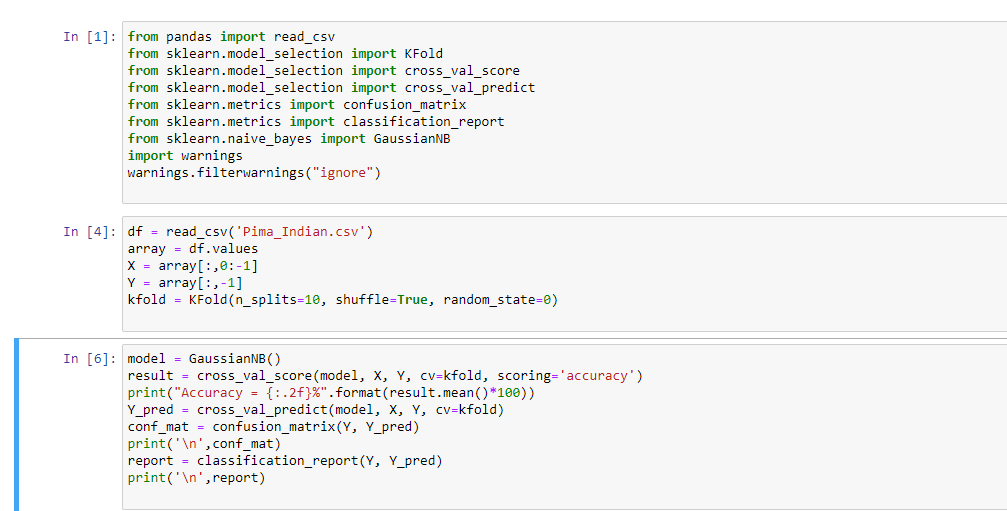 In [1]: from pandas import read_csv
from sklearn.model_selection import KFold
from sklearn.model_selection import cross_val_score
from sklearn.model_selection import cross_val_predict
from sklearn.metrics import confusion_matrix
from sklearn.metrics import classification_report
from sklearn.naive_bayes import GaussianNB
import warnings
warnings.filterwarnings("ignore")
In [4]: df = read_csv('Pima_Indian.csv')
array = df.values
X = array[:,0:-1]
Y = array[:,-1]
kfold = KFold(n_splits=10, shuffle=True, random_state=0)
In [6]: model = GaussianNB()
result = cross_val_score(model, X, Y, cv=kfold, scoring='accuracy')
print("Accuracy = {:.2f}%".format(result.mean()*100))
Y_pred = cross_val_predict(model, X, Y, cv=kfold)
conf_mat = confusion_matrix(Y, Y_pred)
print('\n',conf_mat)
report = classification_report(Y, Y_pred)
print('\n',report)